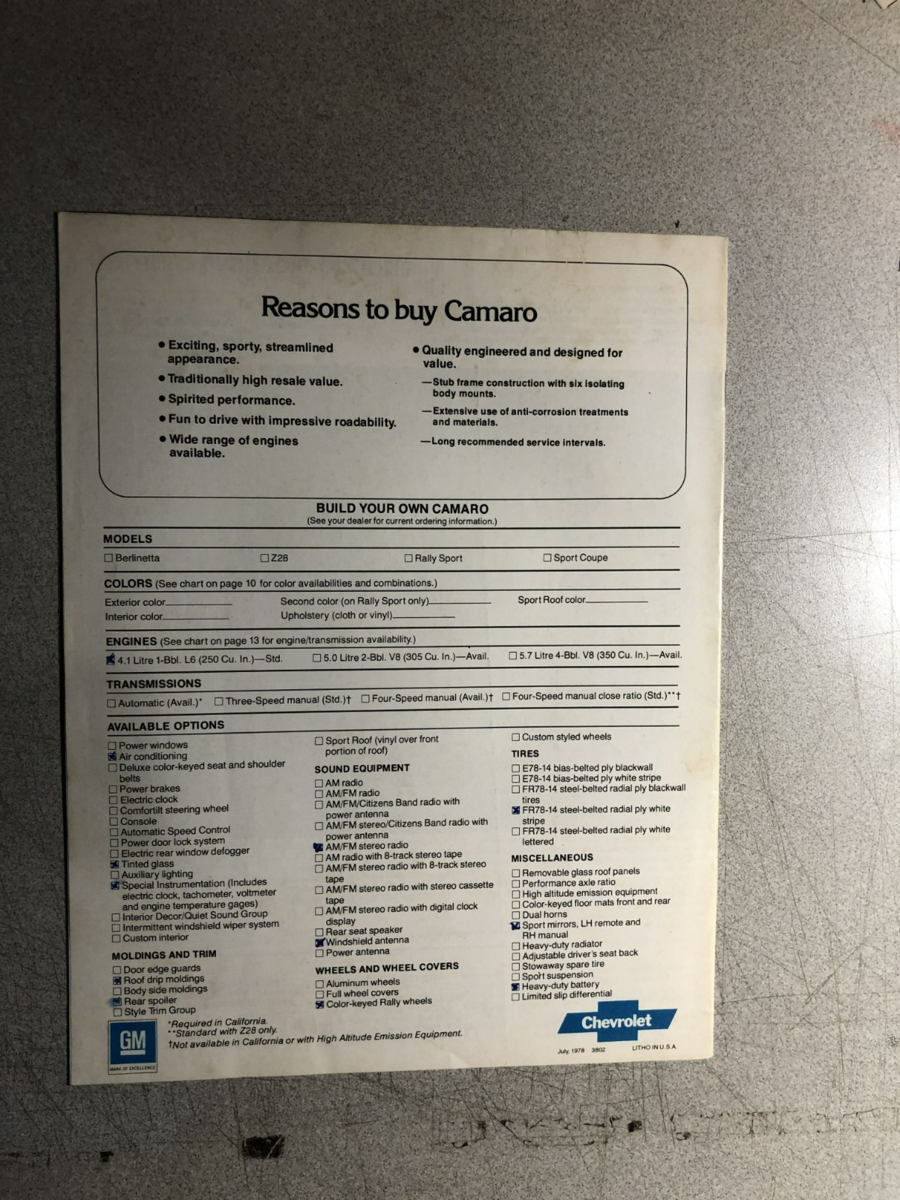 Reasons to buy Camaro
• Exciting, sporty, streamlined
appearance.
• Traditionally high resale value.
• Spirited performance.
• Fun to drive with impressive roadability.
• Wide range of engines
available.
• Quality engineered and designed for
value.
—Stub frame construction with six isolating
body mounts.
—Extensive use of anti-corrosion treatments
and materials.
—Long recommended service intervals.
BUILD YOUR OWN CAMARO
(See your dealer for current ordering information.)
MODELS
☐ Berlinetta ☐ Z28 ☐ Rally Sport ☐ Sport Coupe
COLORS (See chart on page 10 for color availabilities and combinations.)
Exterior color Second color (on Rally Sport only) Sport Roof color
Interior color Upholstery (cloth or vinyl)
ENGINES (See chart on page 13 for engine/transmission availability.)
☒ 4.1 Litre 1-Bbl. L6 (250 Cu. In.)—Std. ☐ 5.0 Litre 2-Bbl. V8 (305 Cu. In.)—Avail. ☐ 5.7 Litre 4-Bbl. V8 (350 Cu. In.)—Avail.
TRANSMISSIONS
☐ Automatic (Avail.)* ☐ Three-Speed manual (Std.)† ☐ Four-Speed manual (Avail.)† ☐ Four-Speed manual close ratio (Std.)**†
AVAILABLE OPTIONS
☐ Power windows
☒ Air conditioning
☐ Deluxe color-keyed seat and shoulder
belts
☐ Power brakes
☐ Electric clock
☐ Comfortilt steering wheel
☐ Console
☐ Automatic Speed Control
☐ Power door lock system
☐ Electric rear window defogger
☒ Tinted glass
☐ Auxiliary lighting
☒ Special Instrumentation (Includes
electric clock, tachometer, voltmeter
and engine temperature gages)
☐ Interior Decor/Quiet Sound Group
☐ Intermittent windshield wiper system
☐ Custom interior
MOLDINGS AND TRIM
☐ Door edge guards
☒ Roof drip moldings
☐ Body side moldings
☒ Rear spoiler
☐ Style Trim Group
☐ Sport Roof (vinyl over front
portion of roof)
SOUND EQUIPMENT
☐ AM radio
☐ AM/FM radio
☐ AM/FM/Citizens Band radio with
power antenna
☐ AM/FM stereo/Citizens Band radio with
power antenna
☒ AM/FM stereo radio
☐ AM radio with 8-track stereo tape
☐ AM/FM stereo radio with 8-track stereo
tape
☐ AM/FM stereo radio with stereo cassette
tape
☐ AM/FM stereo radio with digital clock
display
☐ Rear seat speaker
☒ Windshield antenna
☐ Power antenna
WHEELS AND WHEEL COVERS
☐ Aluminum wheels
☐ Full wheel covers
☒ Color-keyed Rally wheels
☐ Custom styled wheels
TIRES
☐ E78-14 bias-belted ply blackwall
☐ E78-14 bias-belted ply white stripe
☐ FR78-14 steel-belted radial ply blackwall
tires
☒ FR78-14 steel-belted radial ply white
stripe
☐ FR78-14 steel-belted radial ply white
lettered
MISCELLANEOUS
☐ Removable glass roof panels
☐ Performance axle ratio
☐ High altitude emission equipment
☐ Color-keyed floor mats front and rear
☐ Dual horns
☒ Sport mirrors, LH remote and
RH manual
☐ Heavy-duty radiator
☐ Adjustable driver's seat back
☐ Stowaway spare tire
☐ Sport suspension
☒ Heavy-duty battery
☐ Limited slip differential
GM
MARK OF EXCELLENCE
*Required in California.
**Standard with Z28 only.
†Not available in California or with High Altitude Emission Equipment.
Chevrolet
July, 1978 3802 LITHO IN U.S.A.